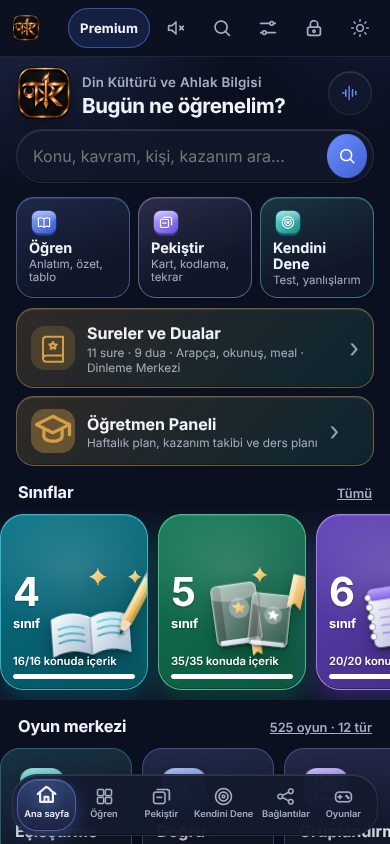 Premium
Din Kültürü ve Ahlak Bilgisi
Bugün ne öğrenelim?
Konu, kavram, kişi, kazanım ara...
Öğren
Anlatım, özet,
tablo
Pekiştir
Kart, kodlama,
tekrar
Kendini
Dene
Test, yanlışlarım
Sureler ve Dualar
11 sure · 9 dua · Arapça, okunuş, meal ·
Dinleme Merkezi
Öğretmen Paneli
Haftalık plan, kazanım takibi ve ders planı
Sınıflar
Tümü
4
sınıf
16/16 konuda içerik
5
sınıf
35/35 konuda içerik
6
sınıf
20/20 konu
Oyun merkezi
525 oyun · 12 tür
Ana sayfa
Öğren
Pekiştir
Kendini Dene
Bağlantılar
Oyunlar